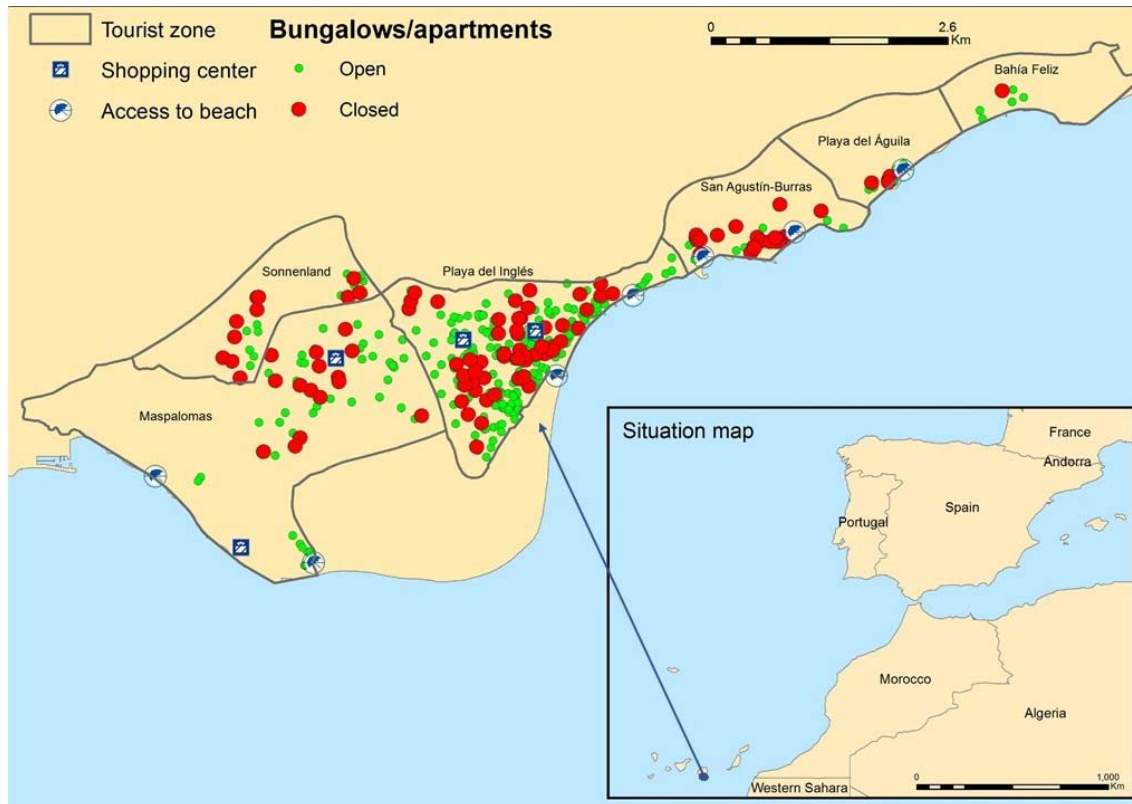 Tourist zone
Bungalows/apartments
Shopping center
Open
Access to beach
Closed
0 2.6
Km
Bahía Feliz
Playa del Águila
San Agustín-Burras
Sonnenland
Playa del Inglés
Maspalomas
Situation map
France
Andorra
Spain
Portugal
Morocco
Algeria
Western Sahara
0 1,000
Km